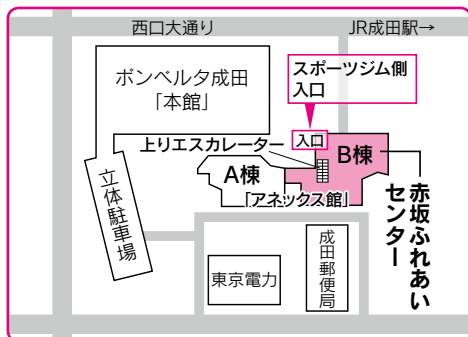 西口大通り
JR成田駅→
ボンベルタ成田
「本館」
スポーツジム側
入口
入口
上りエスカレーター
A棟
B棟
「アネックス館」
立体駐車場
赤坂ふれあい
センター
東京電力
成田郵便局